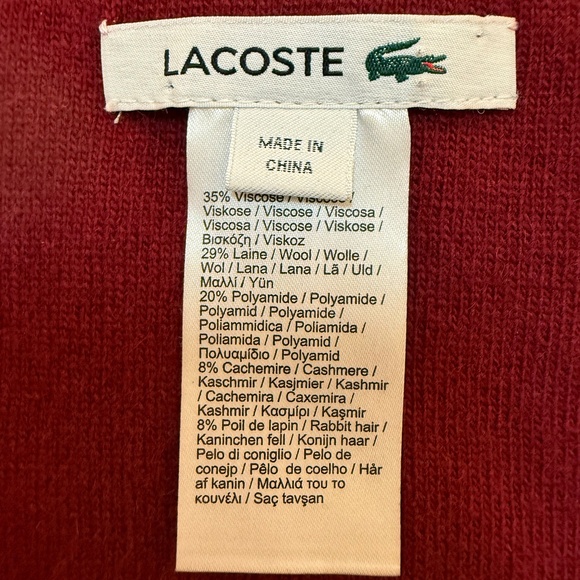 LACOSTE
MADE IN
CHINA
35% Viscose / Viscose /
Viskose / Viscose / Viscosa /
Viscosa / Viscose / Viskose /
Βισκόζη / Viskoz
29% Laine / Wool / Wolle /
Wol / Lana / Lana / Lã / Uld /
Μαλλί / Yün
20% Polyamide / Polyamide /
Polyamid / Polyamide /
Poliammidica / Poliamida /
Poliamida / Polyamid /
Πολυαμίδιο / Polyamid
8% Cachemire / Cashmere /
Kaschmir / Kasjmier / Kashmir
/ Cachemira / Caxemira /
Kashmir / Κασμίρι / Kaşmir
8% Poil de lapin / Rabbit hair /
Kaninchen fell / Konijn haar /
Pelo di coniglio / Pelo de
conejp / Pêlo de coelho / Hår
af kanin / Μαλλιά του το
κουνέλι / Saç tavşan